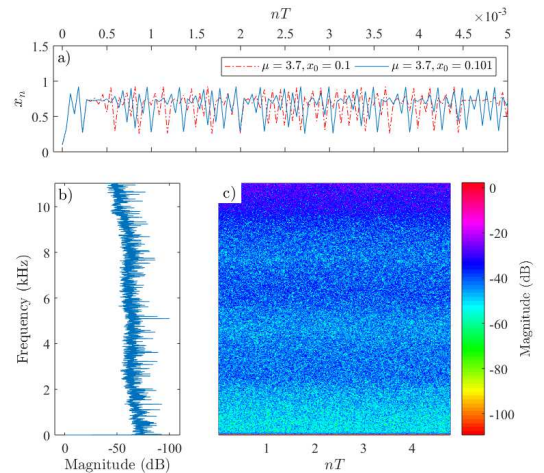 nT
0 0.5 1 1.5 2 2.5 3 3.5 4 4.5 5
×10⁻³
a)
μ = 3.7, x₀ = 0.1 μ = 3.7, x₀ = 0.101
1.5
1
0.5
0
xₙ
b)
10
8
6
4
2
0
Frequency (kHz)
0 -50 -100
Magnitude (dB)
c)
1 2 3 4
nT
0
-20
-40
-60
-80
-100
Magnitude (dB)